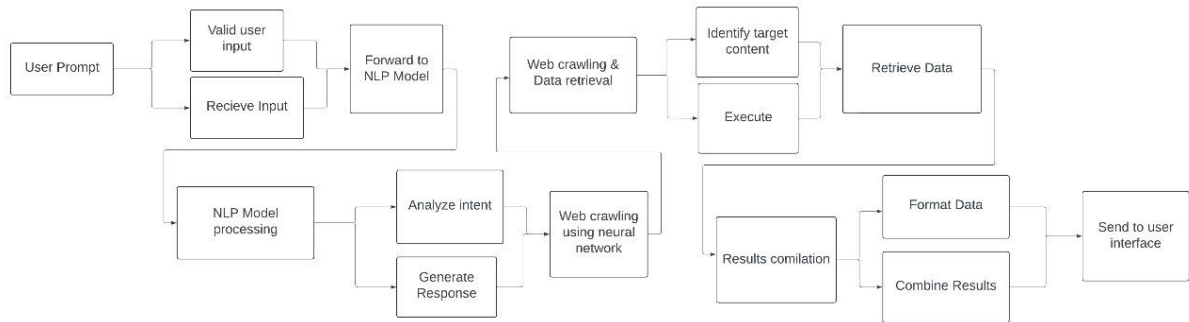 User Prompt
Valid user
input
Recieve Input
Forward to
NLP Model
NLP Model
processing
Analyze intent
Generate
Response
Web crawling
using neural
network
Web crawling &
Data retrieval
Identify target
content
Execute
Retrieve Data
Results comilation
Format Data
Combine Results
Send to user
interface